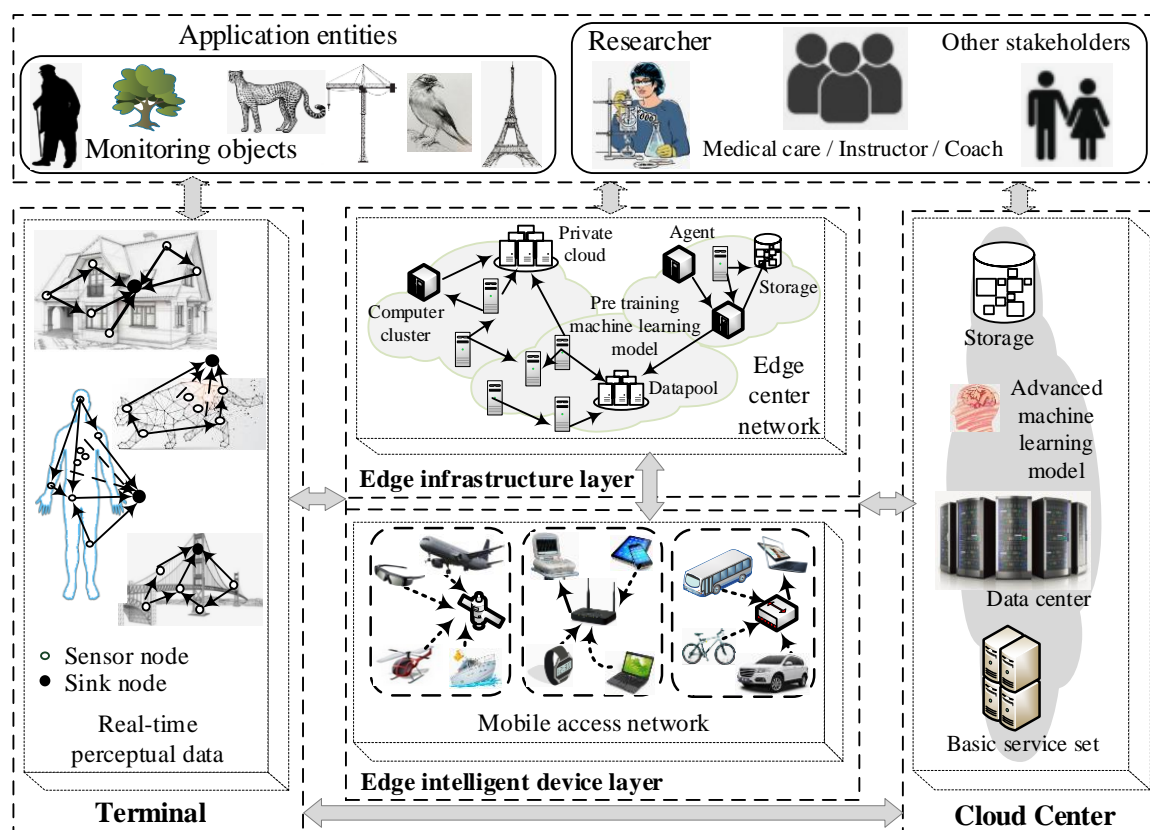 Application entities
Monitoring objects
Researcher
Other stakeholders
Medical care / Instructor / Coach
Private
cloud
Agent
Storage
Computer
cluster
Pre training
machine learning
model
Datapool
Edge
center
network
Edge infrastructure layer
Mobile access network
Edge intelligent device layer
Sensor node
Sink node
Real-time
perceptual data
Terminal
Storage
Advanced
machine
learning
model
Data center
Basic service set
Cloud Center